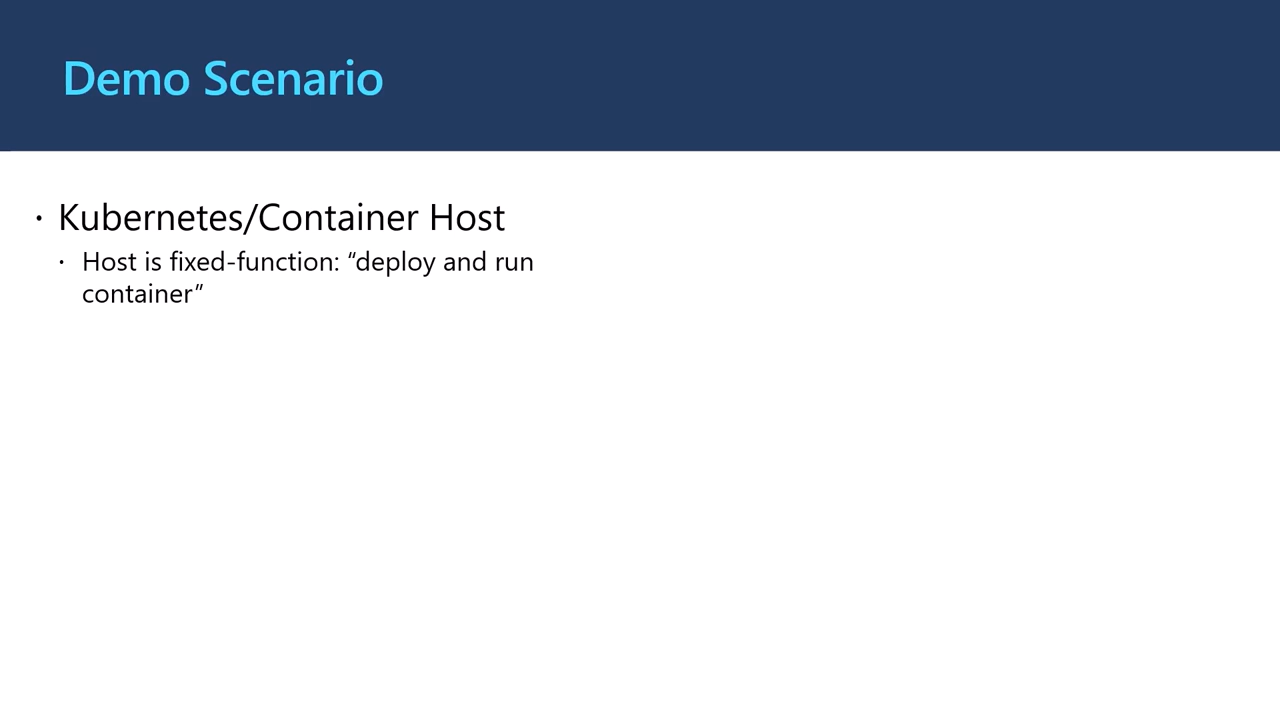 Demo Scenario
• Kubernetes/Container Host
• Host is fixed-function: “deploy and run
container”